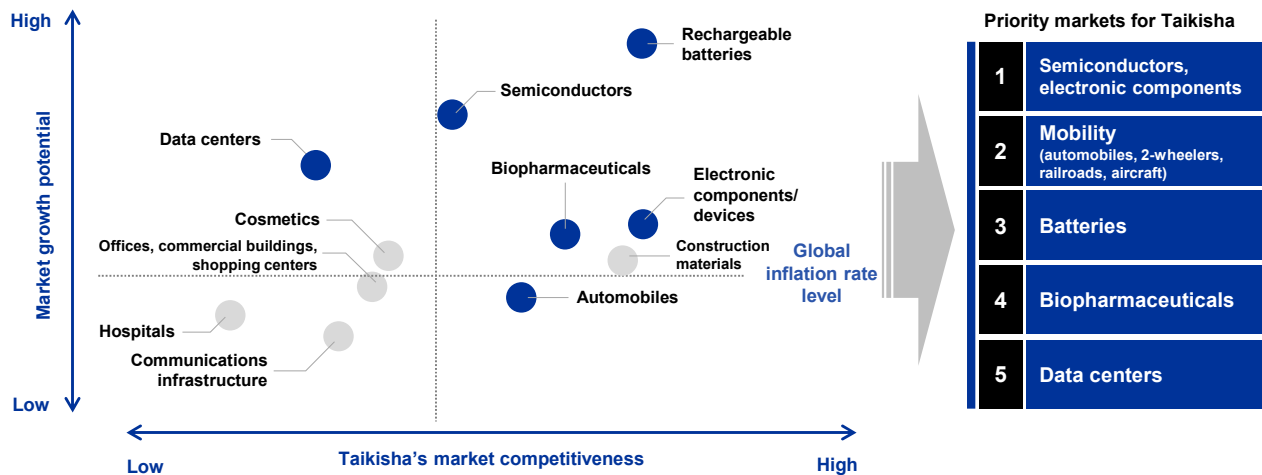 High
Market growth potential
Low
Rechargeable
batteries
Semiconductors
Data centers
Biopharmaceuticals
Electronic
components/
devices
Cosmetics
Offices, commercial buildings,
shopping centers
Construction
materials
Global
inflation rate
level
Automobiles
Hospitals
Communications
infrastructure
Low
Taikisha’s market competitiveness
High
Priority markets for Taikisha
1
Semiconductors,
electronic components
2
Mobility
(automobiles, 2-wheelers,
railroads, aircraft)
3
Batteries
4
Biopharmaceuticals
5
Data centers